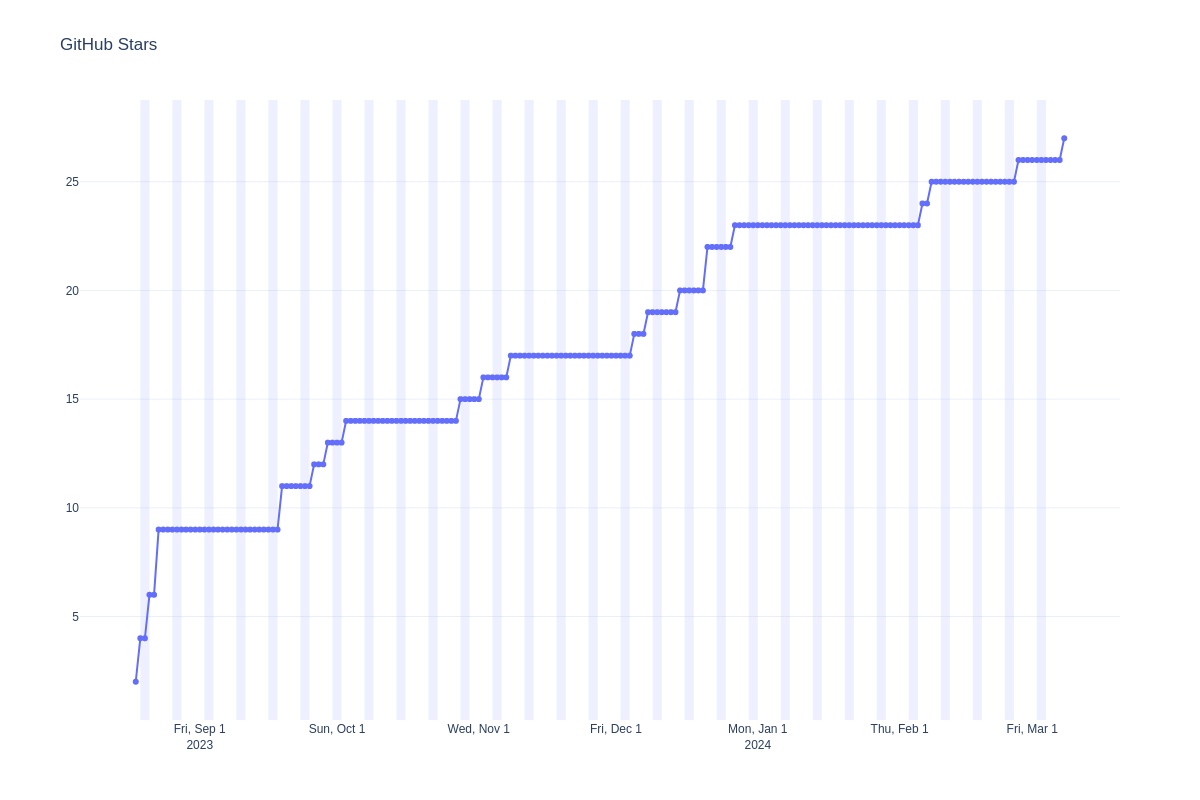 GitHub Stars
25
20
15
10
5
Fri, Sep 1
2023
Sun, Oct 1
Wed, Nov 1
Fri, Dec 1
Mon, Jan 1
2024
Thu, Feb 1
Fri, Mar 1